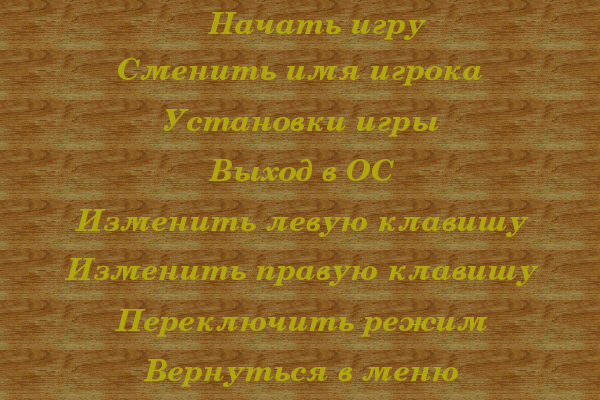 Начать игру
Сменить имя игрока
Установки игры
Выход в ОС
Изменить левую клавишу
Изменить правую клавишу
Переключить режим
Вернуться в меню